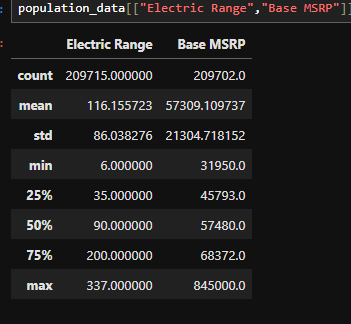 population_data[["Electric Range","Base MSRP"]]
Electric Range Base MSRP
count 209715.000000 209702.0
mean 116.155723 57309.109737
std 86.038276 21304.718152
min 6.000000 31950.0
25% 35.000000 45793.0
50% 90.000000 57480.0
75% 200.000000 68372.0
max 337.000000 845000.0